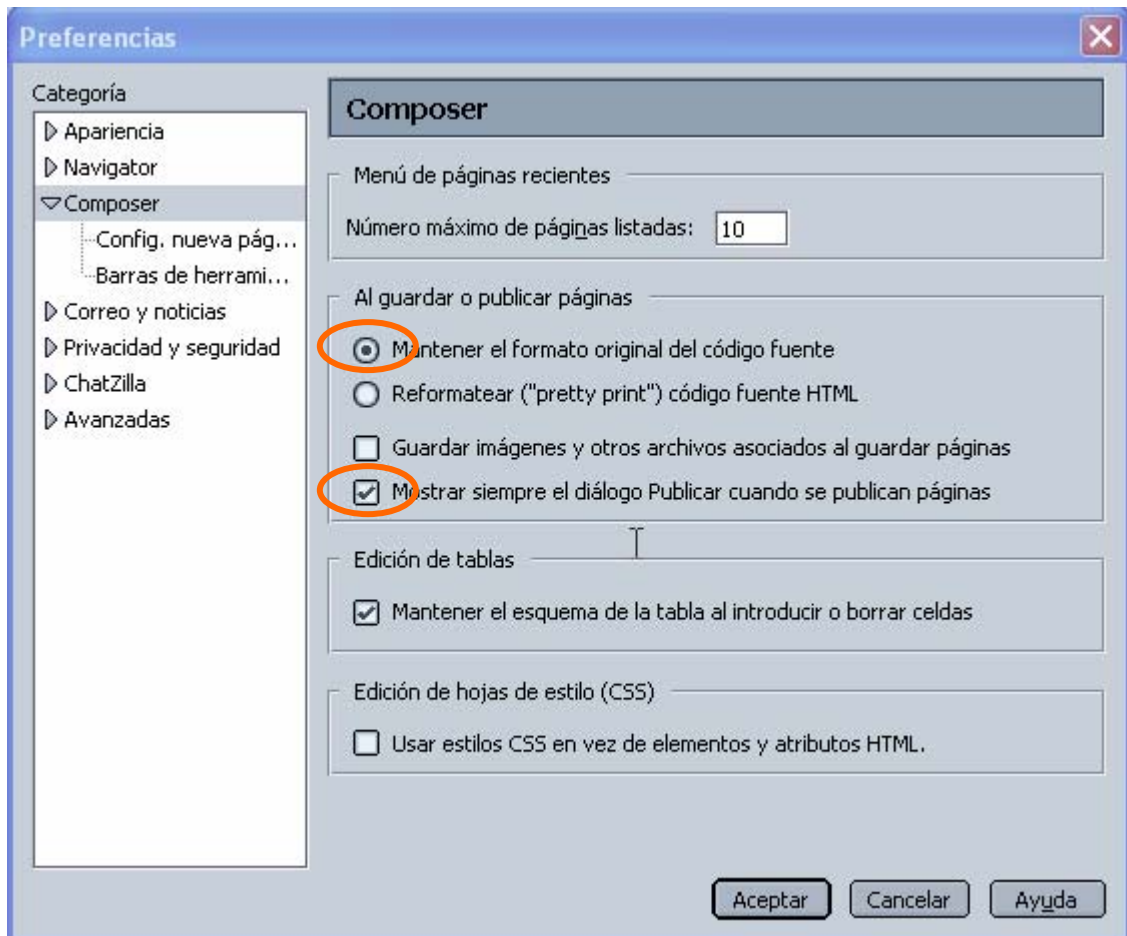 Preferencias
Categoría
Apariencia
Navigator
Composer
Config. nueva pág...
Barras de herrami...
Correo y noticias
Privacidad y seguridad
ChatZilla
Avanzadas
Composer
Menú de páginas recientes
Número máximo de páginas listadas: 10
Al guardar o publicar páginas
Mantener el formato original del código fuente
Reformatear ("pretty print") código fuente HTML
Guardar imágenes y otros archivos asociados al guardar páginas
Mostrar siempre el diálogo Publicar cuando se publican páginas
Edición de tablas
Mantener el esquema de la tabla al introducir o borrar celdas
Edición de hojas de estilo (CSS)
Usar estilos CSS en vez de elementos y atributos HTML.
Aceptar Cancelar Ayuda